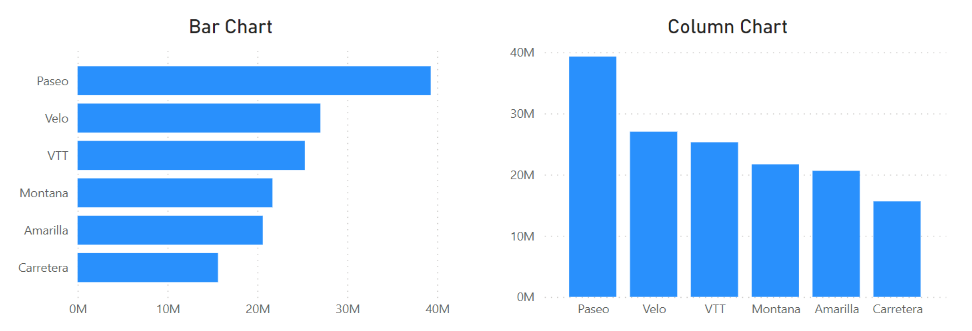 Bar Chart
Paseo
Velo
VTT
Montana
Amarilla
Carretera
0M 10M 20M 30M 40M
Column Chart
40M
30M
20M
10M
0M
Paseo Velo VTT Montana Amarilla Carretera